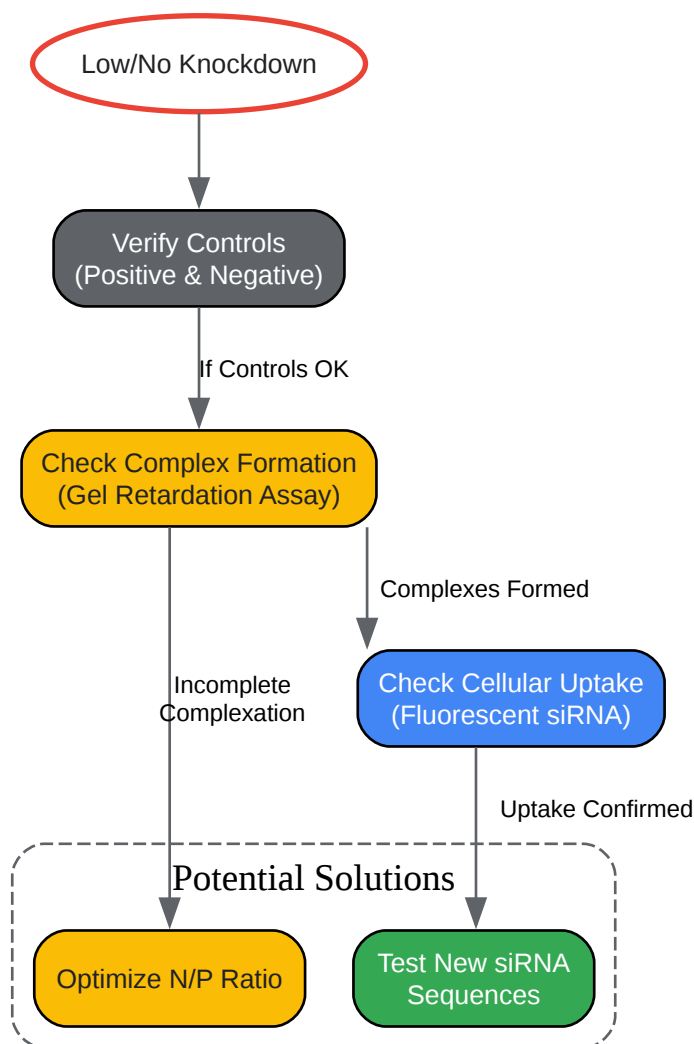 Low/No Knockdown
Verify Controls
(Positive & Negative)
If Controls OK
Check Complex Formation
(Gel Retardation Assay)
Complexes Formed
Incomplete
Complexation
Check Cellular Uptake
(Fluorescent siRNA)
Uptake Confirmed
Potential Solutions
Optimize N/P Ratio
Test New siRNA
Sequences